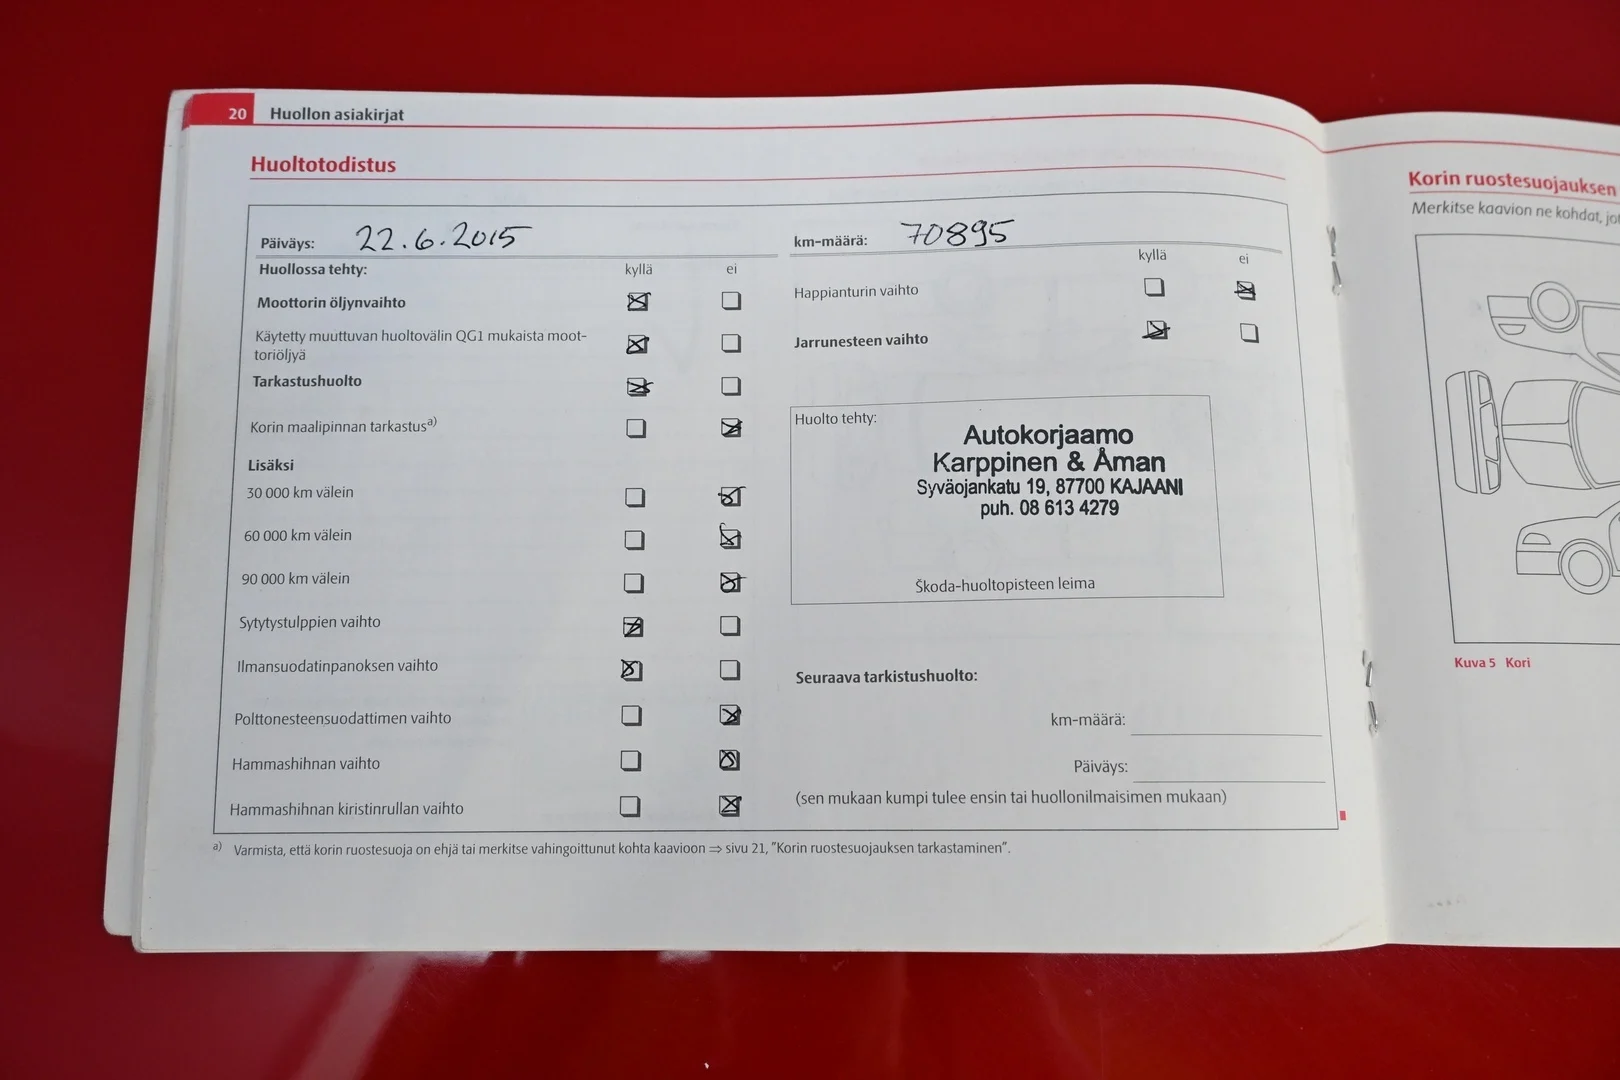 20 Huollon asiakirjat
Huoltotodistus
Päiväys: 22.6.2015
Huollossa tehty: kyllä ei
Moottorin öljynvaihto
Käytetty muuttuvan huoltovälin QG1 mukaista moot-
toriöljyä
Tarkastushuolto
Korin maalipinnan tarkastus a)
Lisäksi
30 000 km välein
60 000 km välein
90 000 km välein
Sytytystulppien vaihto
Ilmansuodatinpanoksen vaihto
Polttonesteensuodattimen vaihto
Hammashihnan vaihto
Hammashihnan kiristinrullan vaihto
km-määrä: 70895
kyllä ei
Happianturin vaihto
Jarrunesteen vaihto
Huolto tehty:
Autokorjaamo
Karppinen & Åman
Syväojankatu 19, 87700 KAJAANI
puh. 08 613 4279
Škoda-huoltopisteen leima
Seuraava tarkistushuolto:
km-määrä:
Päiväys:
(sen mukaan kumpi tulee ensin tai huollonilmaisimen mukaan)
a) Varmista, että korin ruostesuoja on ehjä tai merkitse vahingoittunut kohta kaavioon ⇒ sivu 21, "Korin ruostesuojauksen tarkastaminen".
Korin ruostesuojauksen
Merkitse kaavion ne kohdat,
Kuva 5 Kori